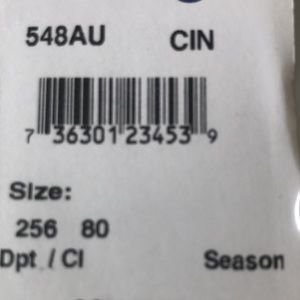 548AU CIN
7 36301 23453 9
Size:
256 80
Dpt / Cl Season